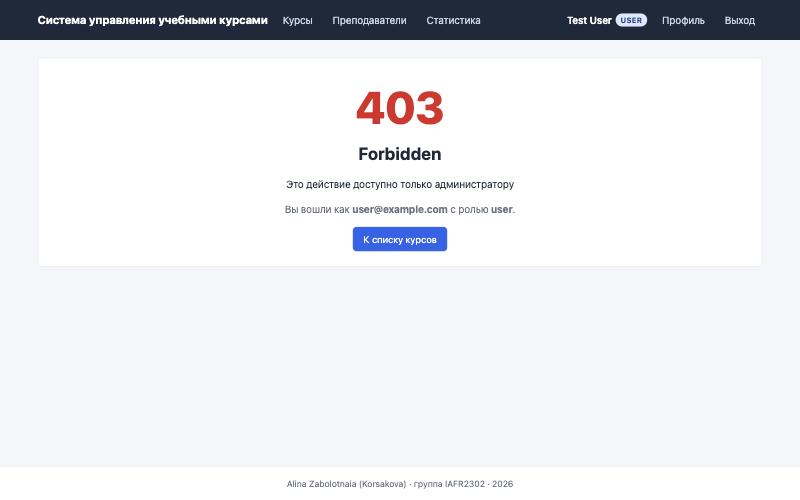 Система управления учебными курсами Курсы Преподаватели Статистика Test User USER Профиль Выход
403
Forbidden
Это действие доступно только администратору
Вы вошли как user@example.com с ролью user.
К списку курсов
Alina Zabolotnaia (Korsakova) · группа IAFR2302 · 2026